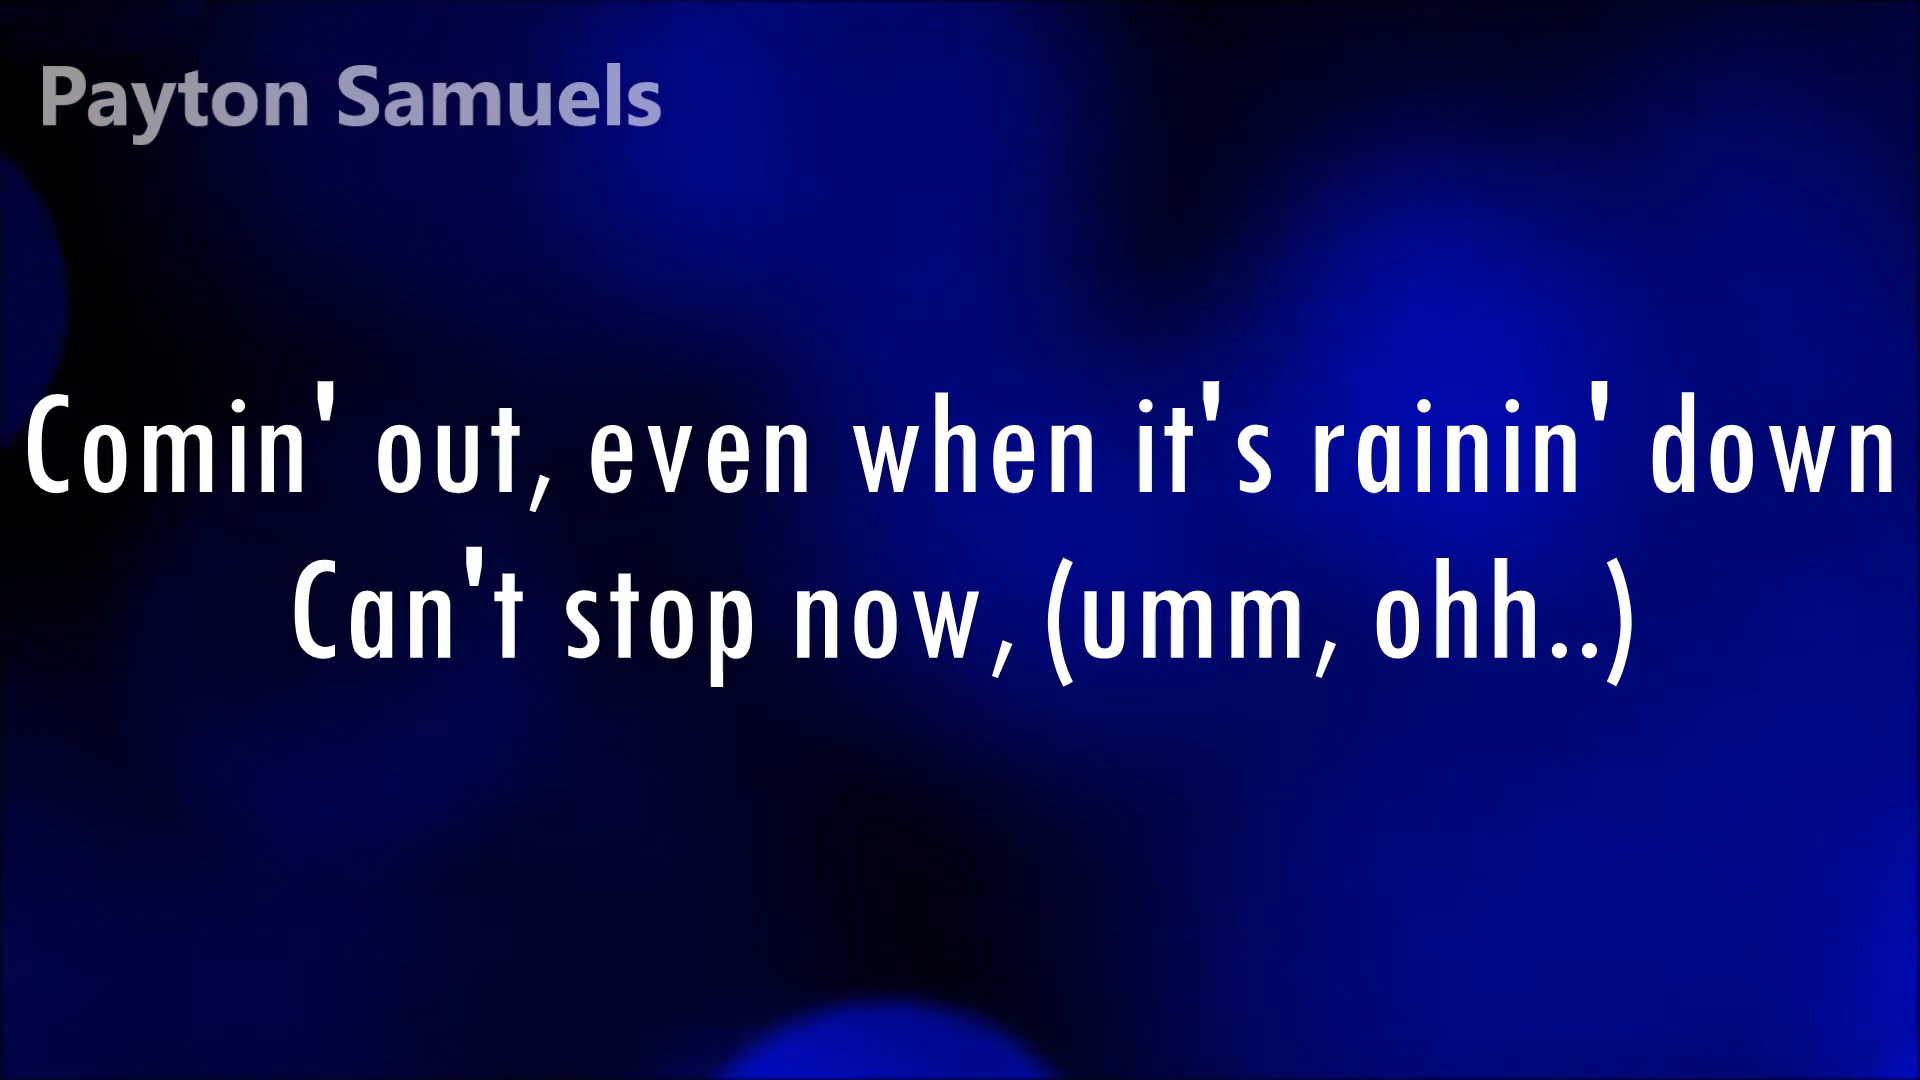 Payton Samuels
Comin' out, even when it's rainin' down
Can't stop now, (umm, ohh..)